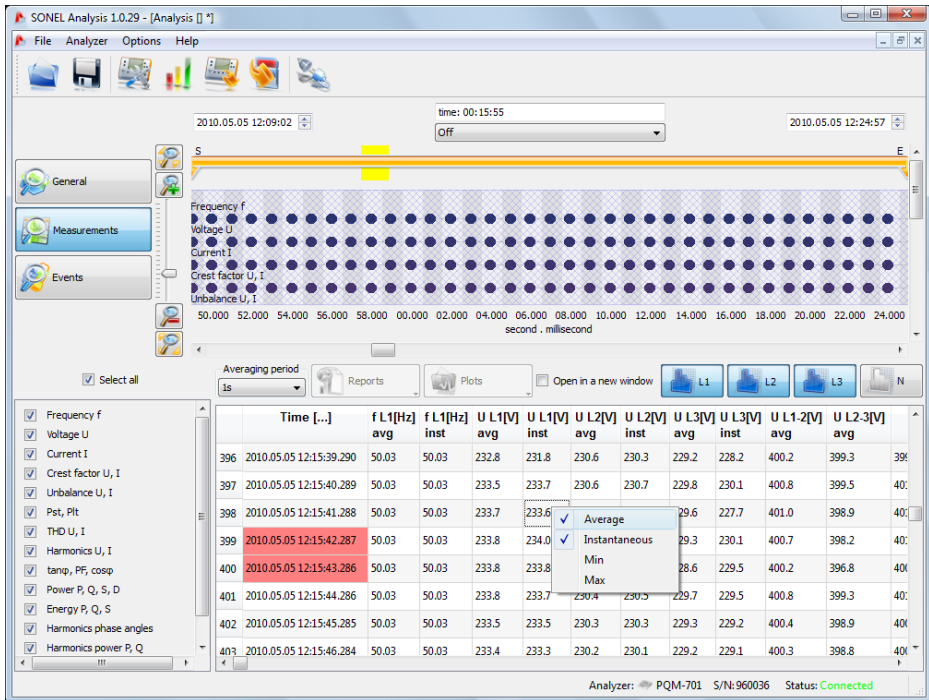 SONEL Analysis 1.0.29 - [Analysis [] *]
File Analyzer Options Help
time: 00:15:55
2010.05.05 12:09:02
2010.05.05 12:24:57
Off
S E
General
Measurements
Events
Frequency f
Voltage U
Current I
Crest factor U, I
Unbalance U, I
50.000 52.000 54.000 56.000 58.000 00.000 02.000 04.000 06.000 08.000 10.000 12.000 14.000 16.000 18.000 20.000 22.000 24.000
second . millisecond
Select all
Averaging period
1s
Reports
Plots
Open in a new window
L1
L2
L3
N
Frequency f
Voltage U
Current I
Crest factor U, I
Unbalance U, I
Pst, Plt
THD U, I
Harmonics U, I
tanφ, PF, cosφ
Power P, Q, S, D
Energy P, Q, S
Harmonics phase angles
Harmonics power P, Q
Time [...] f L1[Hz] avg f L1[Hz] inst U L1[V] avg U L1[V] inst U L2[V] avg U L2[V] inst U L3[V] avg U L3[V] inst U L1-2[V] avg U L2-3[V] avg
396 2010.05.05 12:15:39.290 50.03 50.03 232.8 231.8 230.6 230.3 229.2 228.2 400.2 399.3
397 2010.05.05 12:15:40.289 50.03 50.03 233.5 233.7 230.6 230.7 229.8 230.1 400.8 399.5
398 2010.05.05 12:15:41.288 50.03 50.03 233.7 233.6 29.6 227.7 401.0 398.9
399 2010.05.05 12:15:42.287 50.03 50.03 233.8 234.0 29.3 230.1 400.7 398.2
400 2010.05.05 12:15:43.286 50.03 50.03 233.8 233.8 28.6 229.5 400.2 396.8
401 2010.05.05 12:15:44.286 50.03 50.03 233.8 233.7 230.4 230.5 229.7 229.5 400.8 399.3
402 2010.05.05 12:15:45.285 50.03 50.03 233.5 233.5 230.3 230.3 229.3 229.2 400.4 398.9
403 2010.05.05 12:15:46.284 50.03 50.03 233.4 233.3 230.2 230.1 229.2 229.1 400.3 398.8
Average
Instantaneous
Min
Max
Analyzer: PQM-701 S/N: 960036 Status: Connected